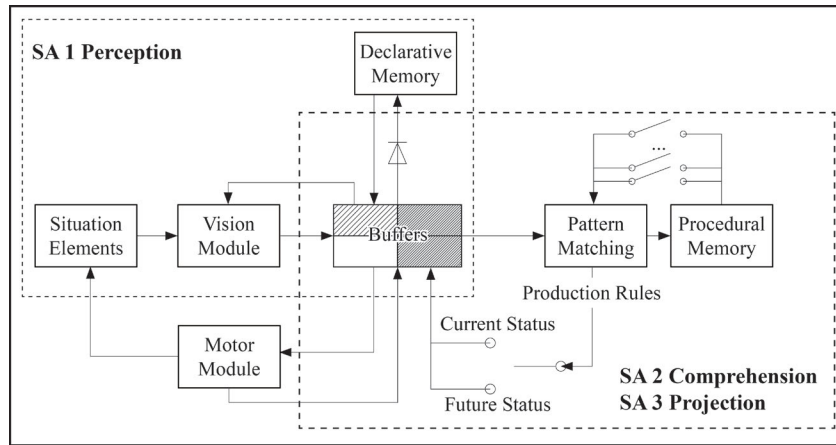 SA 1 Perception
Declarative
Memory
Situation
Elements
Vision
Module
Buffers
...
Pattern
Matching
Procedural
Memory
Production Rules
Motor
Module
Current Status
Future Status
SA 2 Comprehension
SA 3 Projection